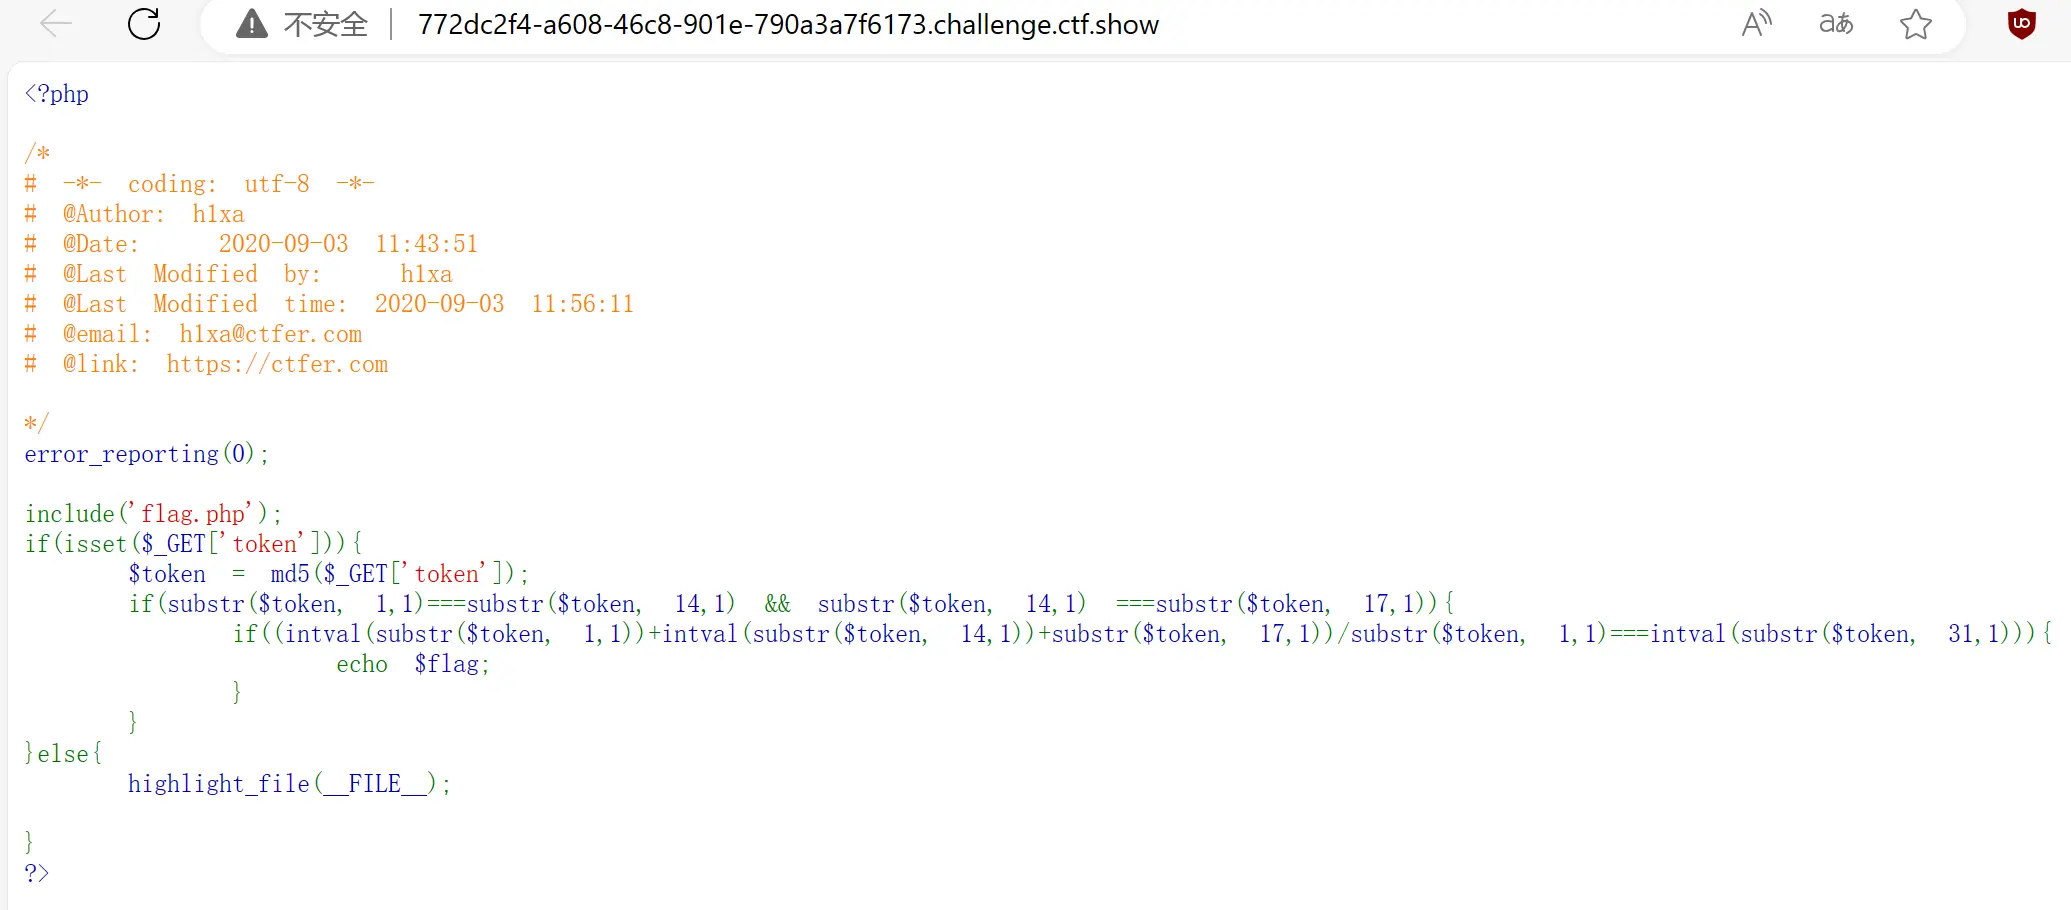 不安全 | 772dc2f4-a608-46c8-901e-790a3a7f6173.challenge.ctf.show
<?php
/*
# -*- coding: utf-8 -*-
# @Author: h1xa
# @Date:   2020-09-03 11:43:51
# @Last Modified by:   h1xa
# @Last Modified time: 2020-09-03 11:56:11
# @email: h1xa@ctfer.com
# @link: https://ctfer.com
*/
error_reporting(0);
include('flag.php');
if(isset($_GET['token'])){
        $token = md5($_GET['token']);
        if(substr($token, 1,1)===substr($token, 14,1) && substr($token, 14,1) ===substr($token, 17,1)){
                if((intval(substr($token, 1,1))+intval(substr($token, 14,1))+substr($token, 17,1))/substr($token, 1,1)===intval(substr($token, 31,1))){
                        echo $flag;
                }
        }
}else{
        highlight_file(__FILE__);
}
?>